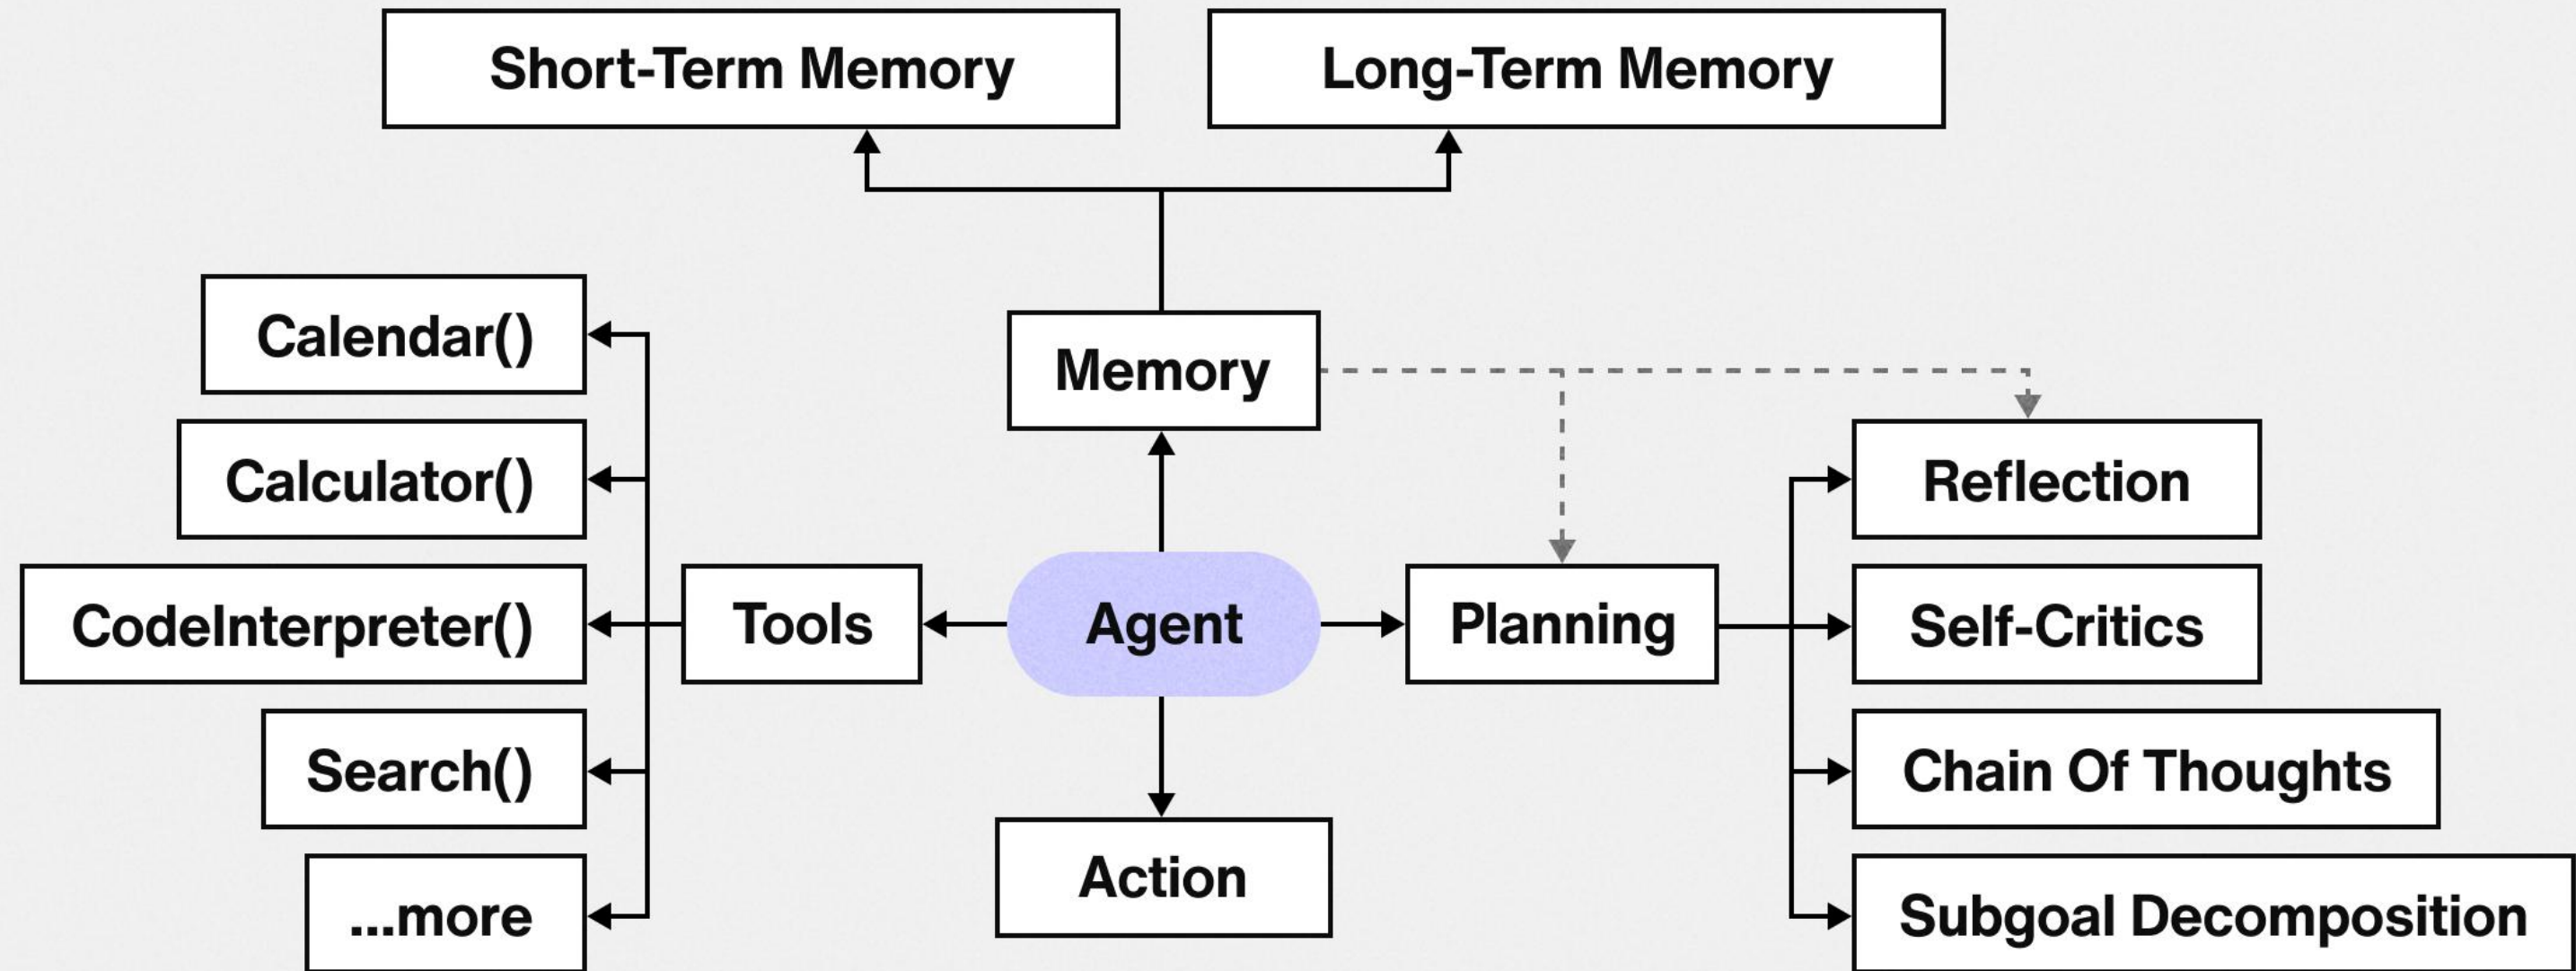 Short-Term Memory
Long-Term Memory
Calendar()
Memory
Calculator()
Reflection
CodeInterpreter()
Tools
Agent
Planning
Self-Critics
Search()
Chain Of Thoughts
Action
...more
Subgoal Decomposition